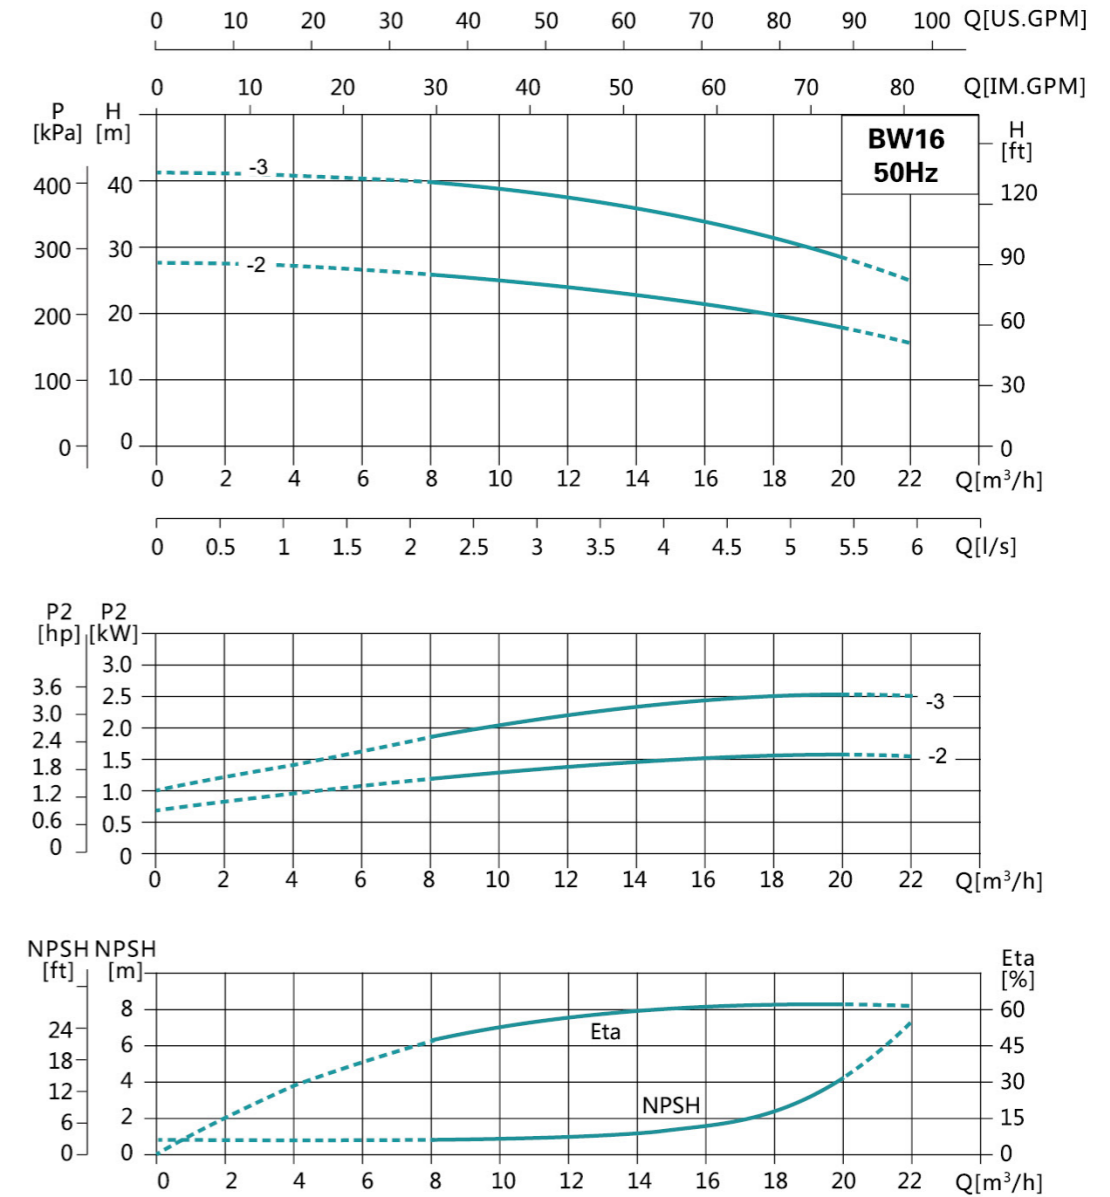 0 10 20 30 40 50 60 70 80 90 100 Q[US.GPM]
0 10 20 30 40 50 60 70 80 Q[IM.GPM]
P H
[kPa] [m]
BW16
50Hz
H
[ft]
-3
400 40 120
300 30 -2 90
200 20 60
100 10 30
0 0 0
0 2 4 6 8 10 12 14 16 18 20 22 Q[m³/h]
0 0.5 1 1.5 2 2.5 3 3.5 4 4.5 5 5.5 6 Q[l/s]
P2 P2
[hp] [kW]
3.0
3.6 2.5 -3
3.0 2.0
2.4 1.5 -2
1.8 1.0
1.2 0.5
0.6 0
0
0 2 4 6 8 10 12 14 16 18 20 22 Q[m³/h]
NPSH NPSH Eta
[ft] [m] [%]
8 60
24 Eta
6 45
18
4 30
12 NPSH
2 15
6
0 0 0
0 2 4 6 8 10 12 14 16 18 20 22 Q[m³/h]